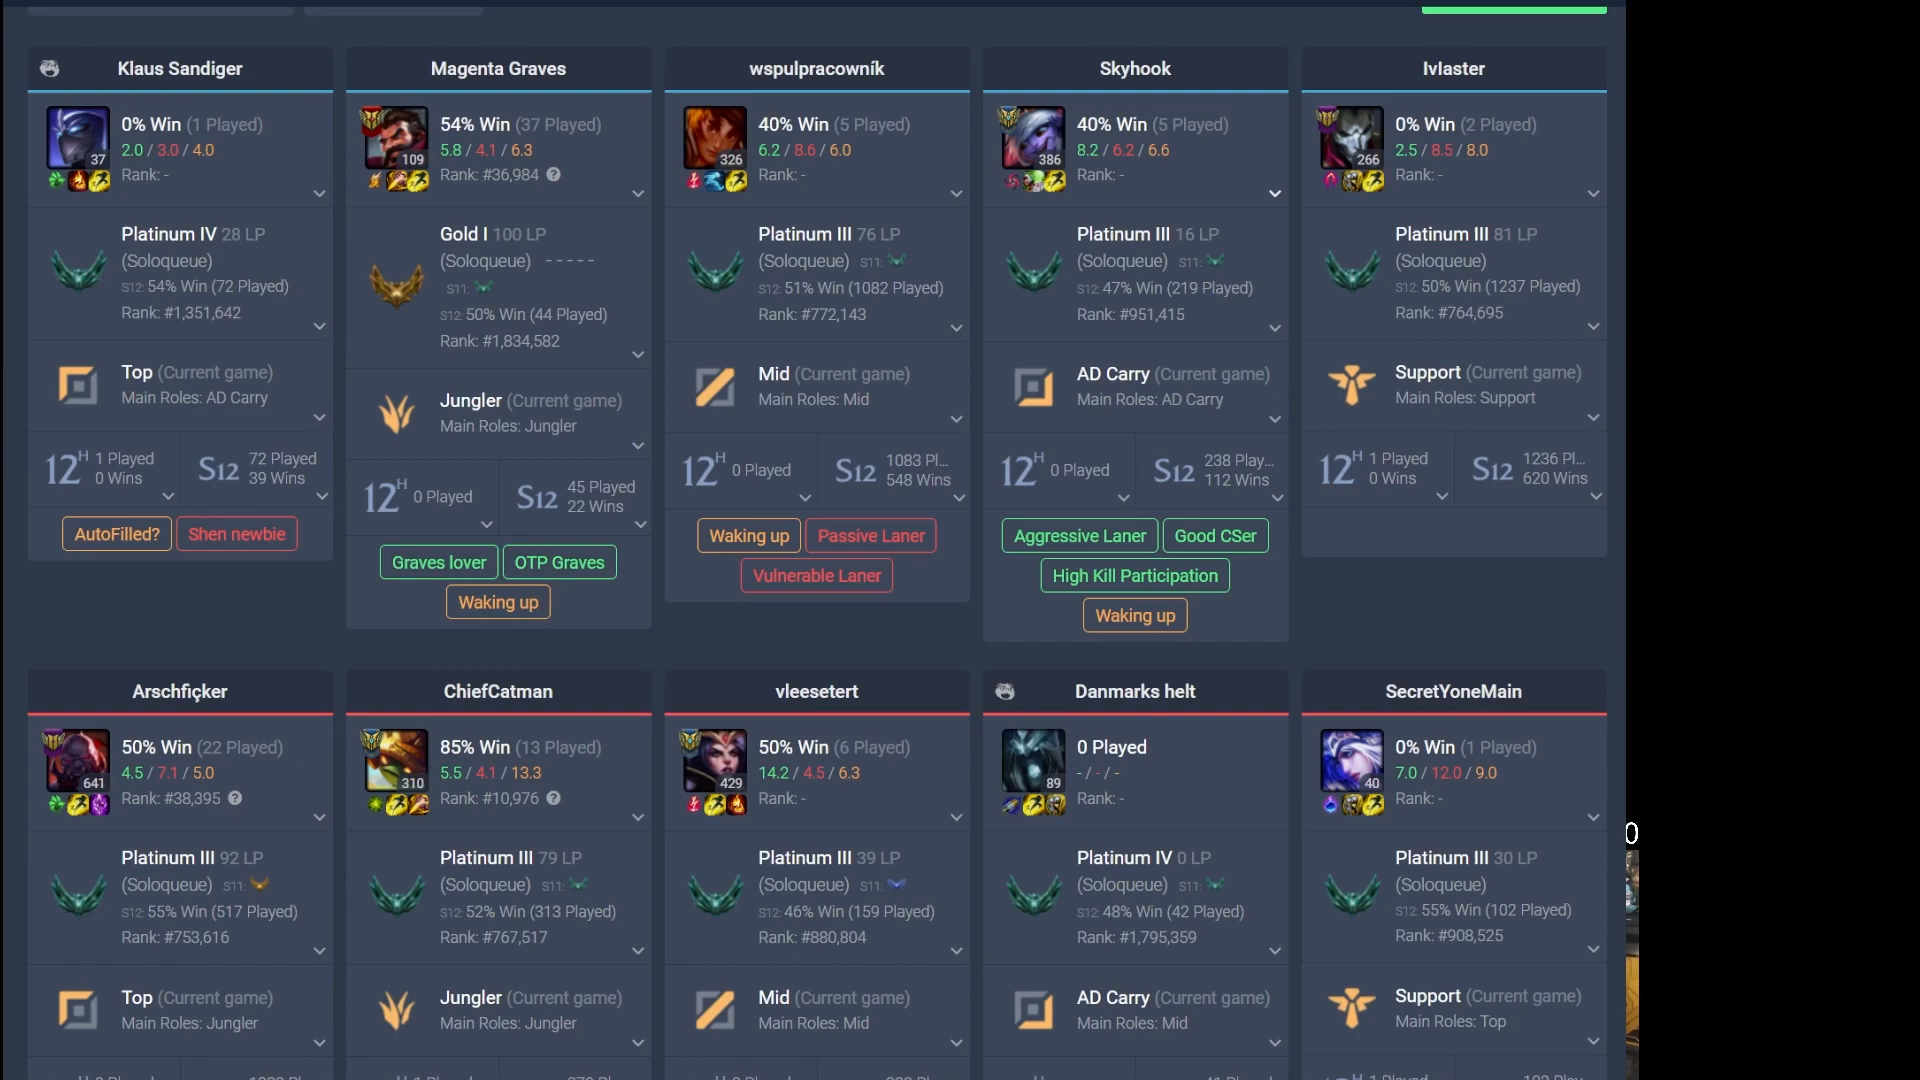 Klaus Sandiger
37
0% Win (1 Played)
2.0 / 3.0 / 4.0
Rank: -
Platinum IV 28 LP
(Soloqueue)
S12: 54% Win (72 Played)
Rank: #1,351,642
Top (Current game)
Main Roles: AD Carry
12H 1 Played
0 Wins
S12 72 Played
39 Wins
AutoFilled? Shen newbie
Magenta Graves
109
54% Win (37 Played)
5.8 / 4.1 / 6.3
Rank: #36,984 ?
Gold I 100 LP
(Soloqueue) - - - - -
S11:
S12: 50% Win (44 Played)
Rank: #1,834,582
Jungler (Current game)
Main Roles: Jungler
12H 0 Played
S12 45 Played
22 Wins
Graves lover OTP Graves
Waking up
wspulpracowník
326
40% Win (5 Played)
6.2 / 8.6 / 6.0
Rank: -
Platinum III 76 LP
(Soloqueue) S11:
S12: 51% Win (1082 Played)
Rank: #772,143
Mid (Current game)
Main Roles: Mid
12H 0 Played
S12 1083 Pl...
548 Wins
Waking up Passive Laner
Vulnerable Laner
Skyhook
386
40% Win (5 Played)
8.2 / 6.2 / 6.6
Rank: -
Platinum III 16 LP
(Soloqueue) S11:
S12: 47% Win (219 Played)
Rank: #951,415
AD Carry (Current game)
Main Roles: AD Carry
12H 0 Played
S12 238 Play...
112 Wins
Aggressive Laner Good CSer
High Kill Participation
Waking up
IvIaster
266
0% Win (2 Played)
2.5 / 8.5 / 8.0
Rank: -
Platinum III 81 LP
(Soloqueue)
S12: 50% Win (1237 Played)
Rank: #764,695
Support (Current game)
Main Roles: Support
12H 1 Played
0 Wins
S12 1236 Pl...
620 Wins
Arschfiçker
641
50% Win (22 Played)
4.5 / 7.1 / 5.0
Rank: #38,395 ?
Platinum III 92 LP
(Soloqueue) S11:
S12: 55% Win (517 Played)
Rank: #753,616
Top (Current game)
Main Roles: Jungler
ChiefCatman
310
85% Win (13 Played)
5.5 / 4.1 / 13.3
Rank: #10,976 ?
Platinum III 79 LP
(Soloqueue) S11:
S12: 52% Win (313 Played)
Rank: #767,517
Jungler (Current game)
Main Roles: Jungler
vleesetert
429
50% Win (6 Played)
14.2 / 4.5 / 6.3
Rank: -
Platinum III 39 LP
(Soloqueue) S11:
S12: 46% Win (159 Played)
Rank: #880,804
Mid (Current game)
Main Roles: Mid
Danmarks helt
89
0 Played
- / - / -
Rank: -
Platinum IV 0 LP
(Soloqueue) S11:
S12: 48% Win (42 Played)
Rank: #1,795,359
AD Carry (Current game)
Main Roles: Mid
SecretYoneMain
40
0% Win (1 Played)
7.0 / 12.0 / 9.0
Rank: -
Platinum III 30 LP
(Soloqueue)
S12: 55% Win (102 Played)
Rank: #908,525
Support (Current game)
Main Roles: Top
0